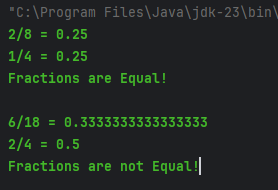 "C:\Program Files\Java\jdk-23\bin\
2/8 = 0.25
1/4 = 0.25
Fractions are Equal!
6/18 = 0.3333333333333333
2/4 = 0.5
Fractions are not Equal!